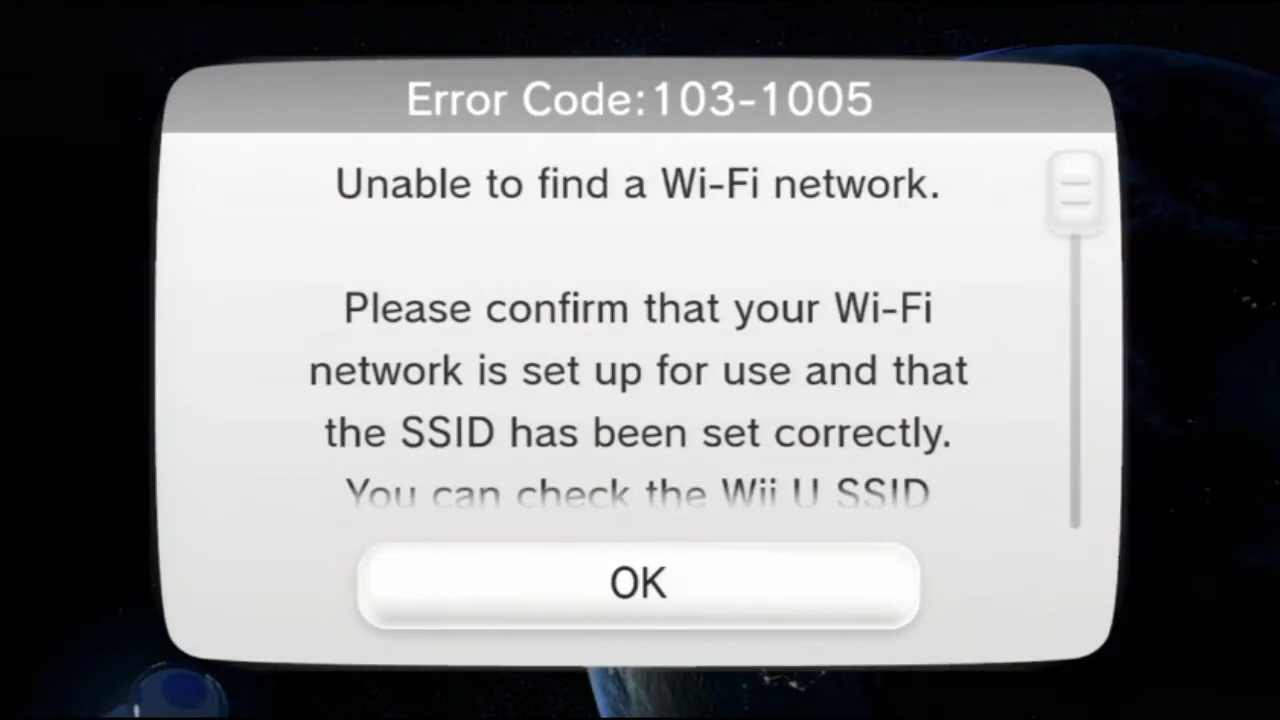 Error Code:103-1005
Unable to find a Wi-Fi network.
Please confirm that your Wi-Fi
network is set up for use and that
the SSID has been set correctly.
You can check the Wii U SSID
OK